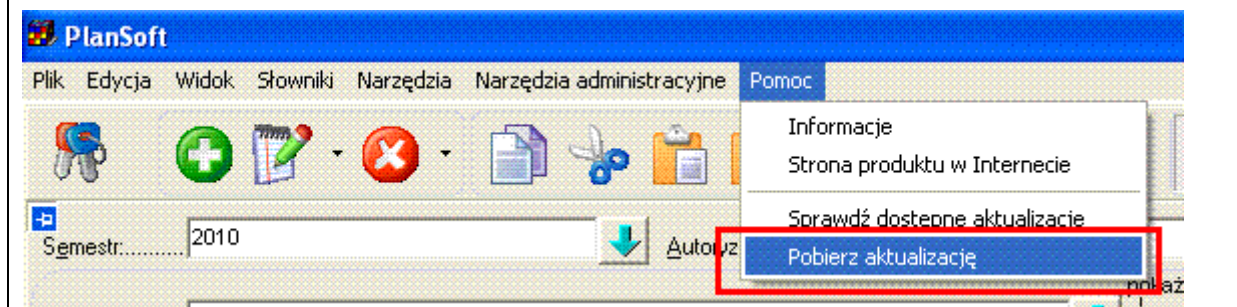 PlanSoft
Plik Edycja Widok Słowniki Narzędzia Narzędzia administracyjne Pomoc
Informacje
Strona produktu w Internecie
Sprawdź dostępne aktualizacje
Semestr:.......... 2010
Pobierz aktualizację